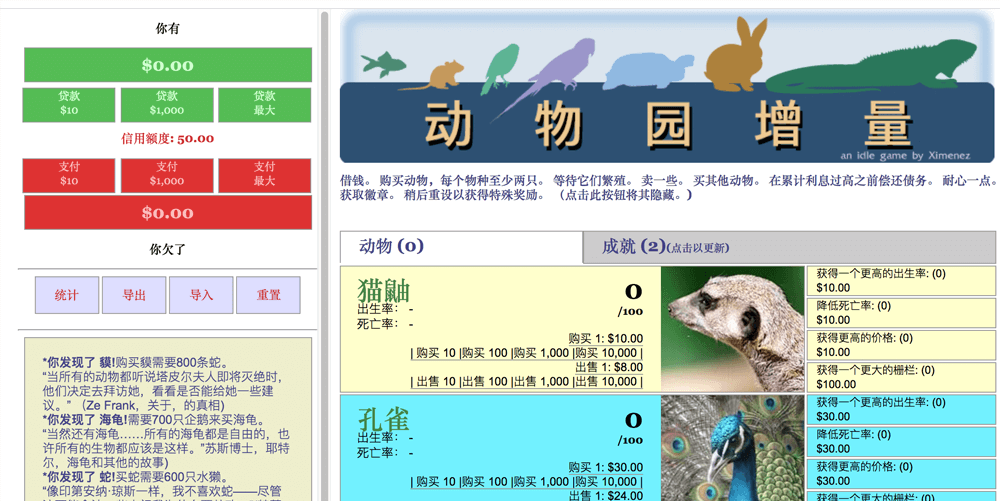 你有
$0.00
贷款 贷款 贷款
$10 $1,000 最大
信用额度: 50.00
支付 支付 支付
$10 $1,000 最大
$0.00
你欠了
统计 导出 导入 重置
*你发现了 貘!购买貘需要800条蛇。
“当所有的动物都听说塔皮尔夫人即将灭绝时，
他们决定去拜访她，看看是否能给她一些建
议。” （Ze Frank，关于，的真相)
*你发现了 海龟!需要700只企鹅来买海龟。
“当然还有海龟……所有的海龟都是自由的，也
许所有的生物都应该是这样。”苏斯博士，耶特
尔，海龟和其他的故事)
*你发现了 蛇!买蛇需要600只水獭。
“像印第安纳·琼斯一样，我不喜欢蛇——尽管
动物园增量
an idle game by Ximenez
借钱。 购买动物，每个物种至少两只。 等待它们繁殖。 卖一些。 买其他动物。 在累计利息过高之前偿还债务。 耐心一点。
获取徽章。 稍后重设以获得特殊奖励。 （点击此按钮将其隐藏。)
动物 (0)
成就 (2)(点击以更新)
猫鼬
0
/100
出生率： -
死亡率： -
购买 1: $10.00
| 购买 10 |购买 100 |购买 1,000 |购买 10,000 |
出售 1: $8.00
| 出售 10 |出售 100 |出售 1,000 |出售 10,000 |
获得一个更高的出生率: (0)
$10.00
降低死亡率: (0)
$10.00
获得更高的价格: (0)
$10.00
获得一个更大的栅栏: (0)
$100.00
孔雀
0
/100
出生率： -
死亡率： -
购买 1: $30.00
| 购买 10 |购买 100 |购买 1,000 |购买 10,000 |
出售 1: $24.00
获得一个更高的出生率: (0)
$30.00
降低死亡率: (0)
$30.00
获得更高的价格: (0)
$30.00